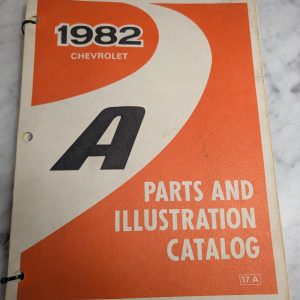 1982
CHEVROLET
A
PARTS AND
ILLUSTRATION
CATALOG
17 A